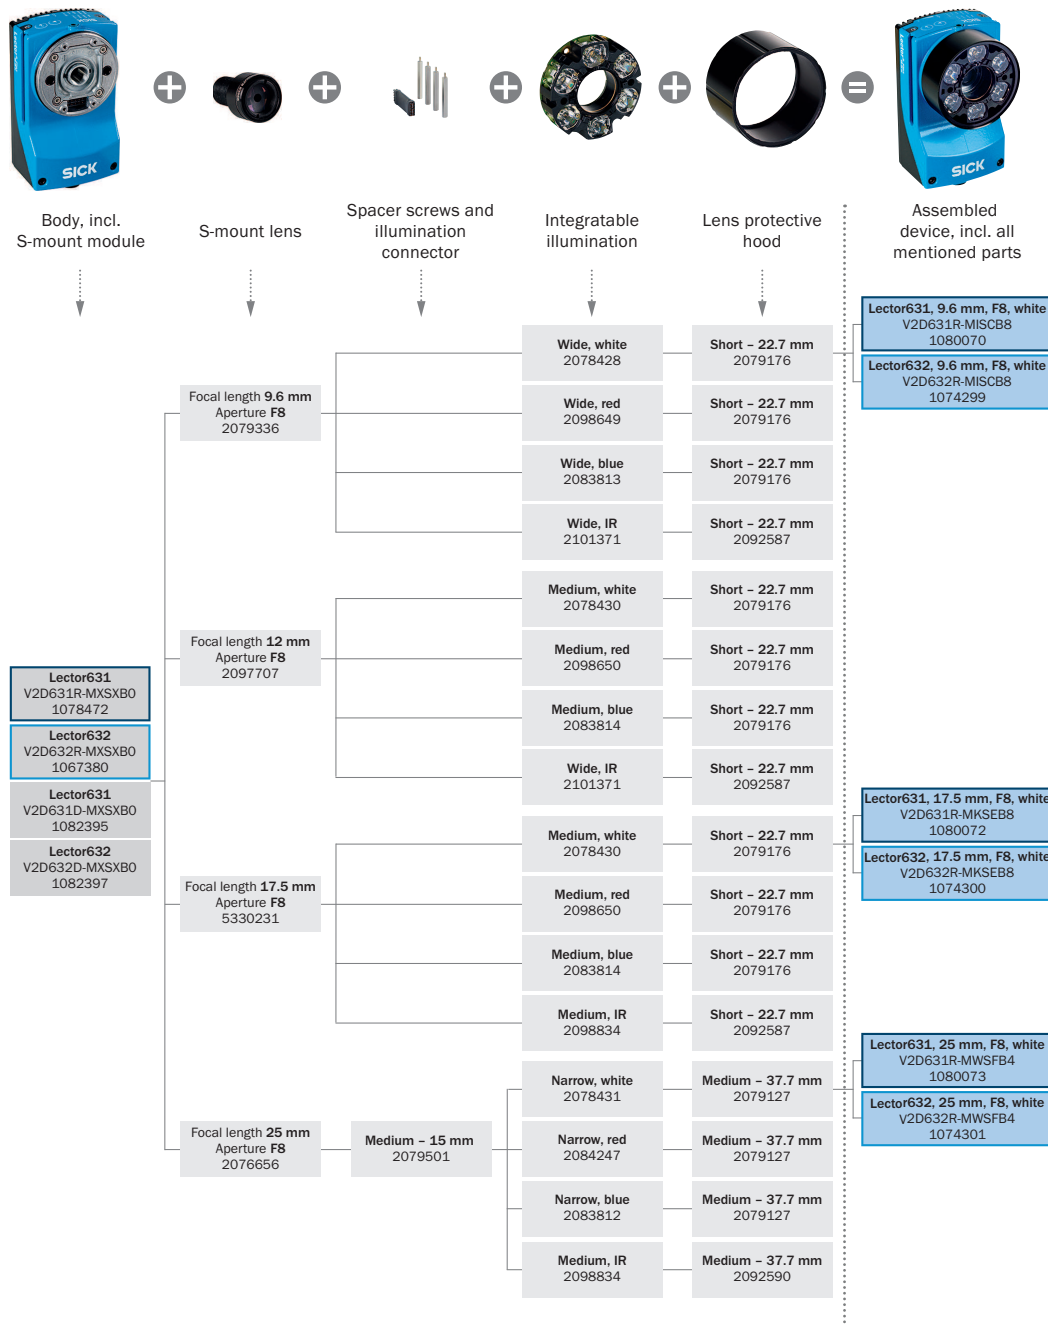 SICK
SICK
Body, incl.
S-mount module
S-mount lens
Spacer screws and
illumination
connector
Integratable
illumination
Lens protective
hood
Assembled
device, incl. all
mentioned parts
Lector631
V2D631R-MXSXB0
1078472
Lector632
V2D632R-MXSXB0
1067380
Lector631
V2D631D-MXSXB0
1082395
Lector632
V2D632D-MXSXB0
1082397
Focal length 9.6 mm
Aperture F8
2079336
Wide, white
2078428
Short – 22.7 mm
2079176
Lector631, 9.6 mm, F8, white
V2D631R-MISCB8
1080070
Lector632, 9.6 mm, F8, white
V2D632R-MISCB8
1074299
Wide, red
2098649
Short – 22.7 mm
2079176
Wide, blue
2083813
Short – 22.7 mm
2079176
Wide, IR
2101371
Short – 22.7 mm
2092587
Focal length 12 mm
Aperture F8
2097707
Medium, white
2078430
Short – 22.7 mm
2079176
Medium, red
2098650
Short – 22.7 mm
2079176
Medium, blue
2083814
Short – 22.7 mm
2079176
Wide, IR
2101371
Short – 22.7 mm
2092587
Focal length 17.5 mm
Aperture F8
5330231
Medium, white
2078430
Short – 22.7 mm
2079176
Lector631, 17.5 mm, F8, white
V2D631R-MKSEB8
1080072
Lector632, 17.5 mm, F8, white
V2D632R-MKSEB8
1074300
Medium, red
2098650
Short – 22.7 mm
2079176
Medium, blue
2083814
Short – 22.7 mm
2079176
Medium, IR
2098834
Short – 22.7 mm
2092587
Focal length 25 mm
Aperture F8
2076656
Medium – 15 mm
2079501
Narrow, white
2078431
Medium – 37.7 mm
2079127
Lector631, 25 mm, F8, white
V2D631R-MWSFB4
1080073
Lector632, 25 mm, F8, white
V2D632R-MWSFB4
1074301
Narrow, red
2084247
Medium – 37.7 mm
2079127
Narrow, blue
2083812
Medium – 37.7 mm
2079127
Medium, IR
2098834
Medium – 37.7 mm
2092590